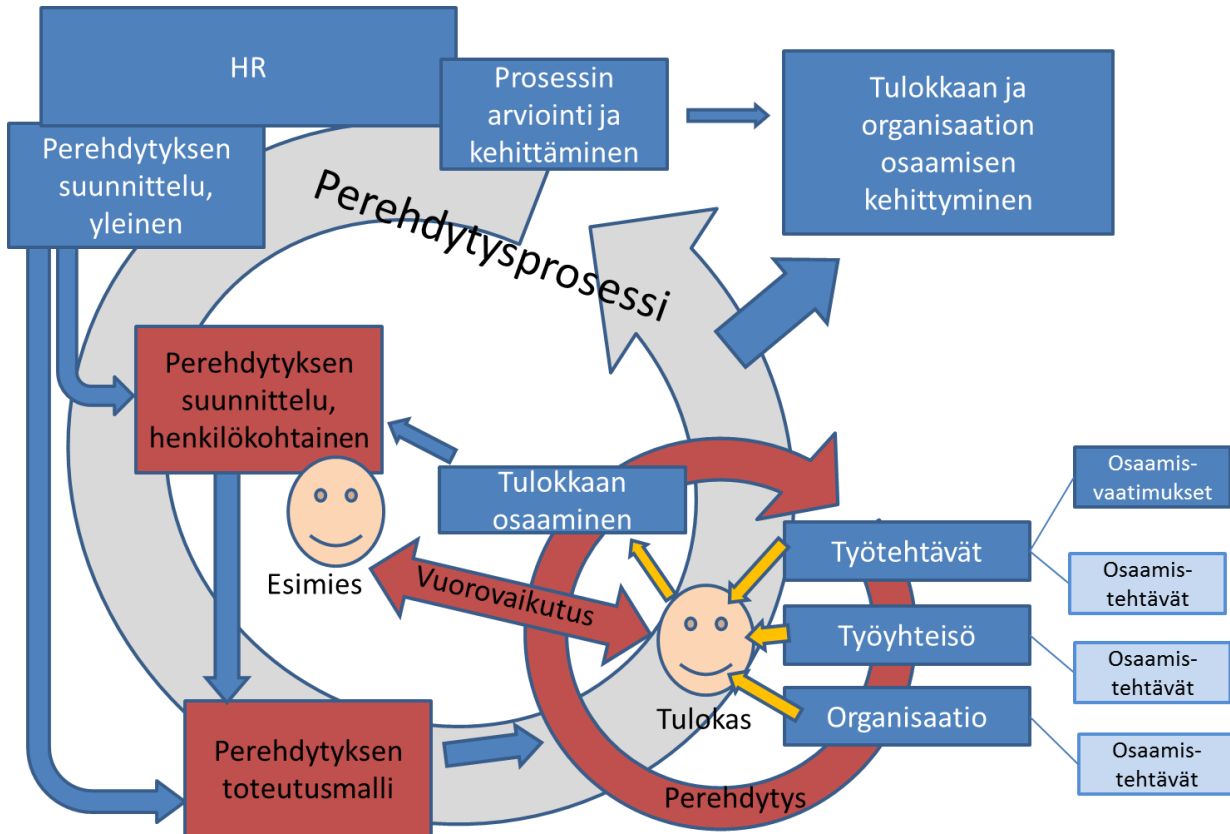 HR
Prosessin
arviointi ja
kehittäminen
Tulokkaan ja
organisaation
osaamisen
kehittyminen
Perehdytyksen
suunnittelu,
yleinen
Perehdytysprosessi
Perehdytyksen
suunnittelu,
henkilökohtainen
Tulokkaan
osaaminen
Osaamis-
vaatimukset
Työtehtävät
Osaamis-
tehtävät
Esimies
Vuorovaikutus
Työyhteisö
Osaamis-
tehtävät
Tulokas
Organisaatio
Osaamis-
tehtävät
Perehdytyksen
toteutusmalli
Perehdytys